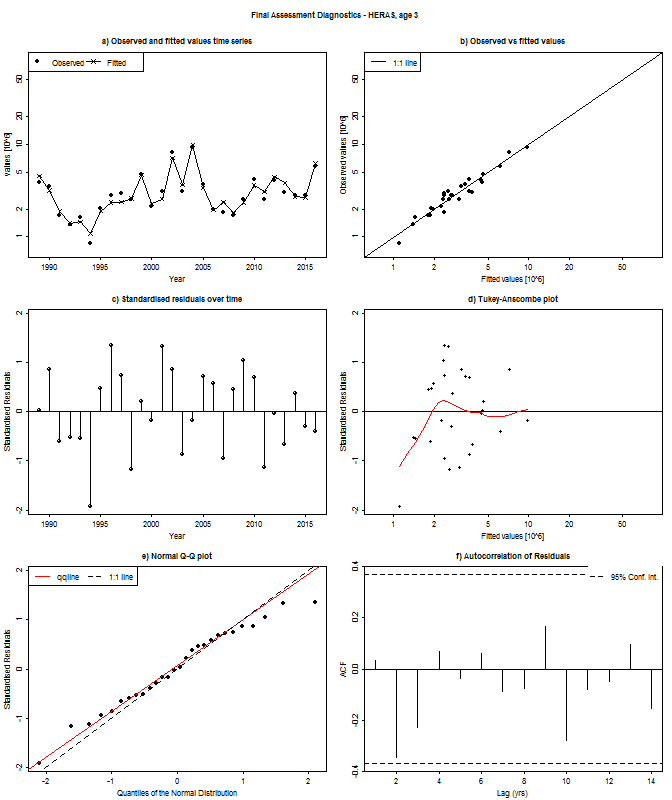 Final Assessment Diagnostics - HERAS, age 3
a) Observed and fitted values time series
Observed Fitted
values [10^6]
1 2 5 10 20 50
1990 1995 2000 2005 2010 2015
Year
b) Observed vs fitted values
1:1 line
Observed values [10^6]
1 2 5 10 20 50
1 2 5 10 20 50
Fitted values [10^6]
c) Standardised residuals over time
Standardised Residuals
-2 -1 0 1 2
1990 1995 2000 2005 2010 2015
Year
d) Tukey-Anscombe plot
Standardised Residuals
-2 -1 0 1 2
1 2 5 10 20 50
Fitted values [10^6]
e) Normal Q-Q plot
qqline 1:1 line
Standardised Residuals
-2 -1 0 1 2
-2 -1 0 1 2
Quantiles of the Normal Distribution
f) Autocorrelation of Residuals
95% Conf. Int.
ACF
-0.4 -0.2 0.0 0.2 0.4
2 4 6 8 10 12 14
Lag (yrs)